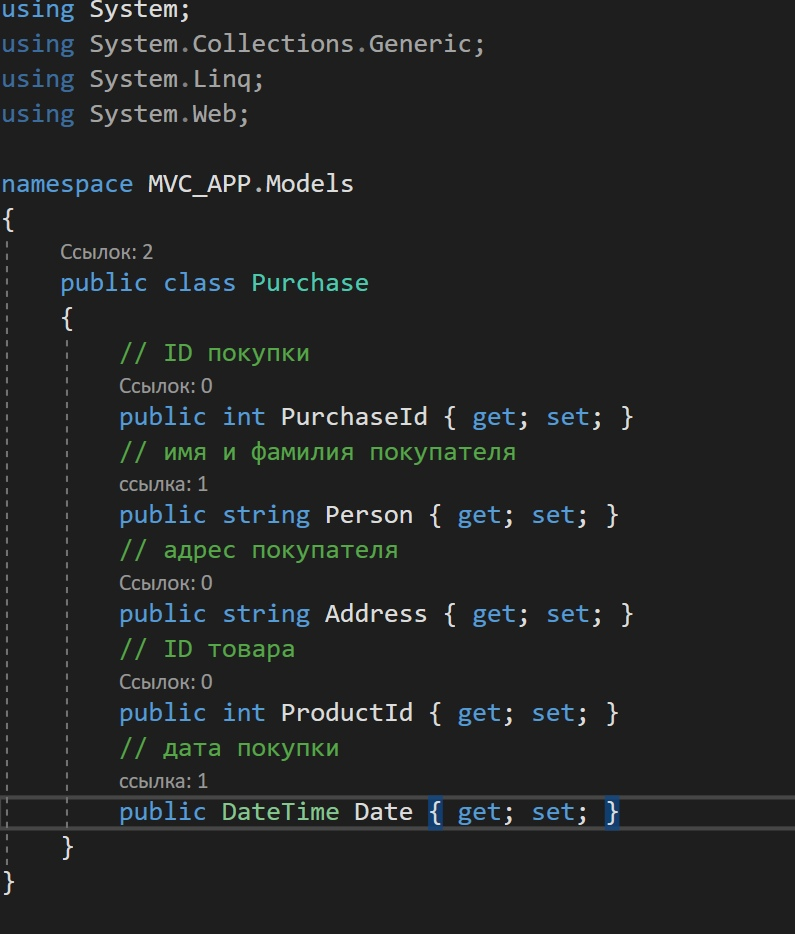 using System;
using System.Collections.Generic;
using System.Linq;
using System.Web;
namespace MVC_APP.Models
{
Ссылок: 2
public class Purchase
{
// ID покупки
Ссылок: 0
public int PurchaseId { get; set; }
// имя и фамилия покупателя
ссылка: 1
public string Person { get; set; }
// адрес покупателя
Ссылок: 0
public string Address { get; set; }
// ID товара
Ссылок: 0
public int ProductId { get; set; }
// дата покупки
ссылка: 1
public DateTime Date { get; set; }
}
}